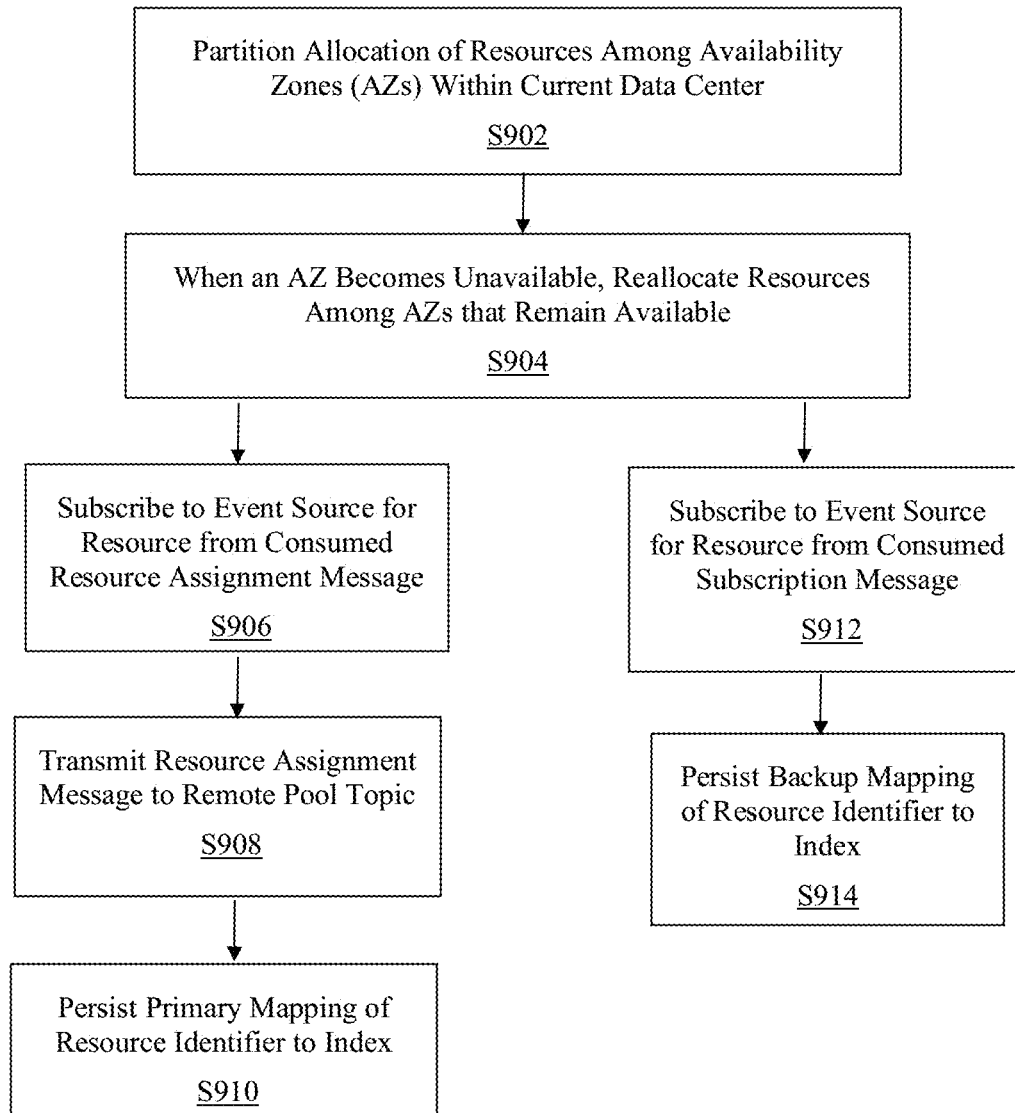 Partition Allocation of Resources Among Availability
Zones (AZs) Within Current Data Center
S902
When an AZ Becomes Unavailable, Reallocate Resources
Among AZs that Remain Available
S904
Subscribe to Event Source for
Resource from Consumed
Resource Assignment Message
S906
Transmit Resource Assignment
Message to Remote Pool Topic
S908
Persist Primary Mapping of
Resource Identifier to Index
S910
Subscribe to Event Source
for Resource from Consumed
Subscription Message
S912
Persist Backup Mapping
of Resource Identifier to
Index
S914